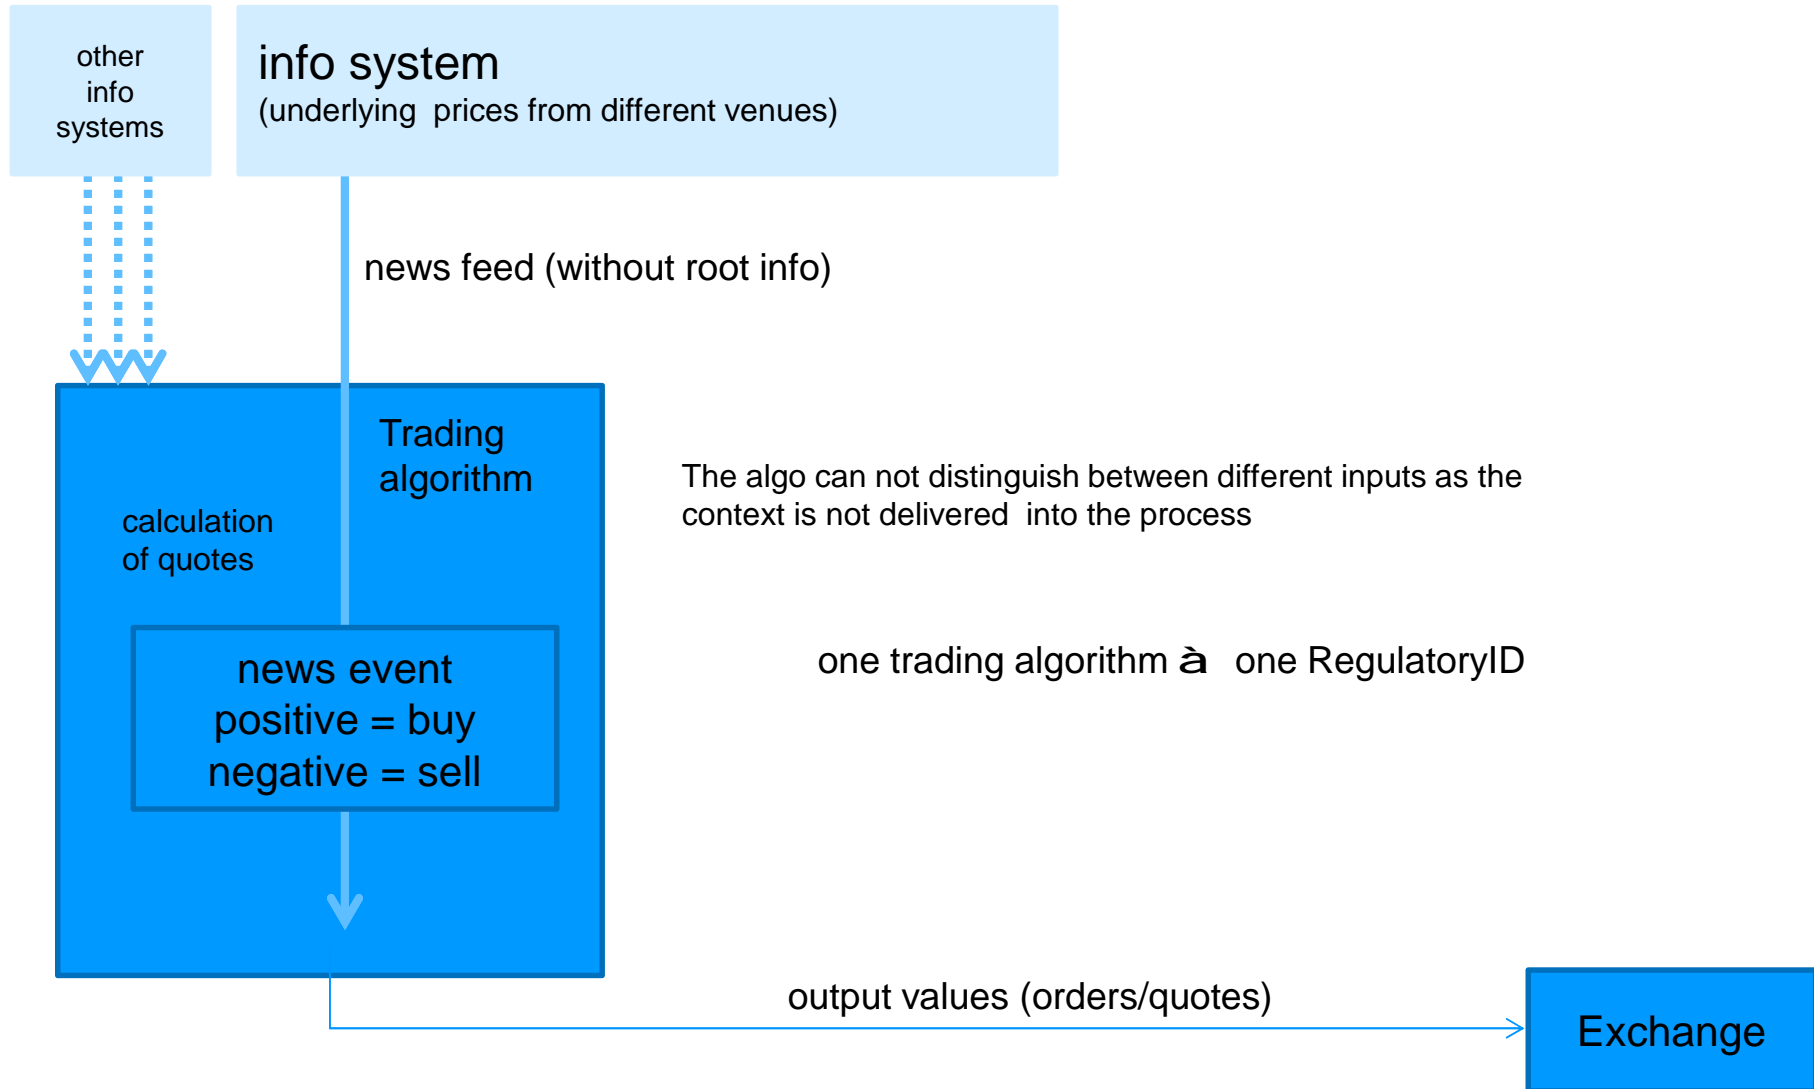 other
info
systems
info system
(underlying  prices from different venues)
news feed (without root info)
Trading
algorithm
calculation
of quotes
The algo can not distinguish between different inputs as the
context is not delivered  into the process
news event
positive = buy
negative = sell
one trading algorithm à  one RegulatoryID
output values (orders/quotes)
Exchange